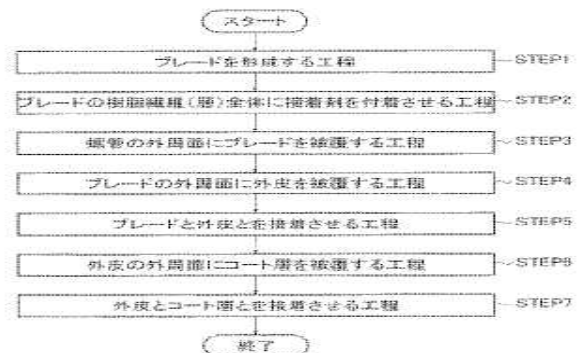 スタート
ブレードを形成する工程 STEP1
ブレードの樹脂繊維(層)全体に接着剤を付着させる工程 STEP2
螺管の外周面にブレードを被覆する工程 STEP3
ブレードの外周面に外皮を被覆する工程 STEP4
ブレードと外皮とを接着させる工程 STEP5
外皮の外周面にコート層を被覆する工程 STEP6
外皮とコート層とを接着させる工程 STEP7
終了